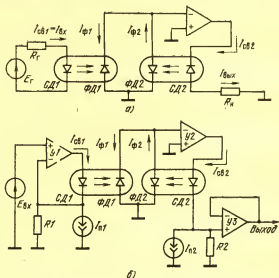 Iсв1=Iвх
Iф1
Iф2
Iсв2
Rг
Eг
СД1
ФД1
ФД2
СД2
Iвых
Rн
а)
У1
Iсв1
Iф1
Iф2
У2
Iсв2
Eвх
СД1
ФД1
ФД2
СД2
У3
R1
Iп1
Iп2
R2
Выход
б)